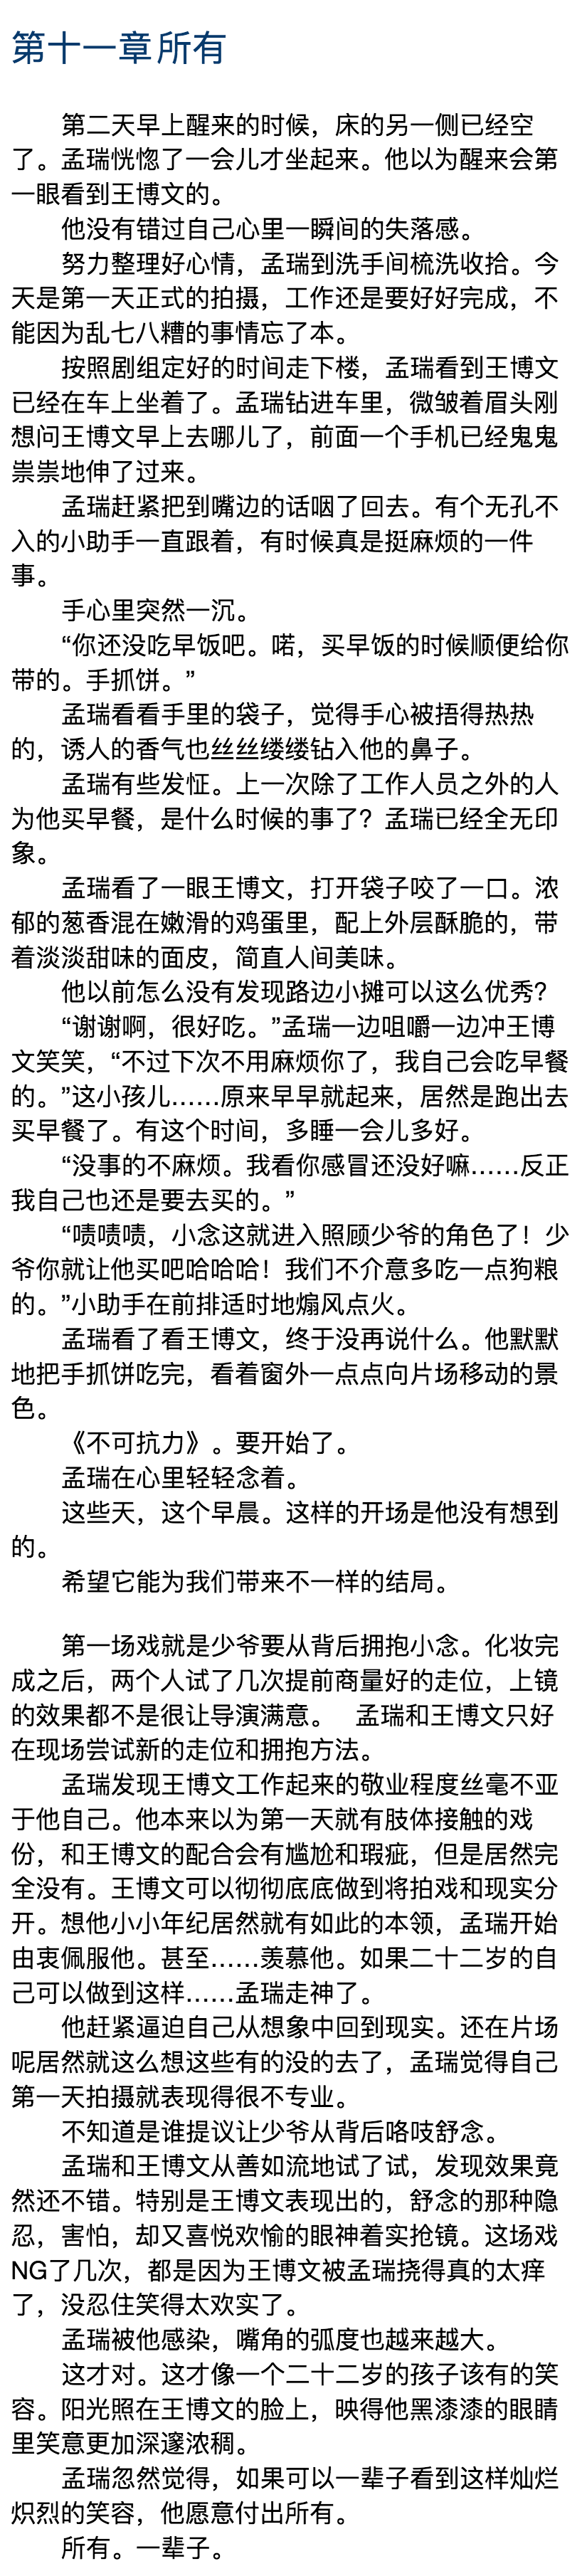 第十一章 所有
第二天早上醒来的时候，床的另一侧已经空
了。孟瑞恍惚了一会儿才坐起来。他以为醒来会第
一眼看到王博文的。
他没有错过自己心里一瞬间的失落感。
努力整理好心情，孟瑞到洗手间梳洗收拾。今
天是第一天正式的拍摄，工作还是要好好完成，不
能因为乱七八糟的事情忘了本。
按照剧组定好的时间走下楼，孟瑞看到王博文
已经在车上坐着了。孟瑞钻进车里，微皱着眉头刚
想问王博文早上去哪儿了，前面一个手机已经鬼鬼
祟祟地伸了过来。
孟瑞赶紧把到嘴边的话咽了回去。有个无孔不
入的小助手一直跟着，有时候真是挺麻烦的一件
事。
手心里突然一沉。
“你还没吃早饭吧。喏，买早饭的时候顺便给你
带的。手抓饼。”
孟瑞看看手里的袋子，觉得手心被捂得热热
的，诱人的香气也丝丝缕缕钻入他的鼻子。
孟瑞有些发怔。上一次除了工作人员之外的人
为他买早餐，是什么时候的事了？孟瑞已经全无印
象。
孟瑞看了一眼王博文，打开袋子咬了一口。浓
郁的葱香混在嫩滑的鸡蛋里，配上外层酥脆的，带
着淡淡甜味的面皮，简直人间美味。
他以前怎么没有发现路边小摊可以这么优秀？
“谢谢啊，很好吃。”孟瑞一边咀嚼一边冲王博
文笑笑，“不过下次不用麻烦你了，我自己会吃早餐
的。”这小孩儿……原来早早就起来，居然是跑出去
买早餐了。有这个时间，多睡一会儿多好。
“没事的不麻烦。我看你感冒还没好嘛……反正
我自己也还是要去买的。”
“啧啧啧，小念这就进入照顾少爷的角色了！少
爷你就让他买吧哈哈哈！我们不介意多吃一点狗粮
的。”小助手在前排适时地煽风点火。
孟瑞看了看王博文，终于没再说什么。他默默
地把手抓饼吃完，看着窗外一点点向片场移动的景
色。
《不可抗力》。要开始了。
孟瑞在心里轻轻念着。
这些天，这个早晨。这样的开场是他没有想到
的。
希望它能为我们带来不一样的结局。
第一场戏就是少爷要从背后拥抱小念。化妆完
成之后，两个人试了几次提前商量好的走位，上镜
的效果都不是很让导演满意。 孟瑞和王博文只好
在现场尝试新的走位和拥抱方法。
孟瑞发现王博文工作起来的敬业程度丝毫不亚
于他自己。他本来以为第一天就有肢体接触的戏
份，和王博文的配合会有尴尬和瑕疵，但是居然完
全没有。王博文可以彻彻底底做到将拍戏和现实分
开。想他小小年纪居然就有如此的本领，孟瑞开始
由衷佩服他。甚至……羡慕他。如果二十二岁的自
己可以做到这样……孟瑞走神了。
他赶紧逼迫自己从想象中回到现实。还在片场
呢居然就这么想这些有的没的去了，孟瑞觉得自己
第一天拍摄就表现得很不专业。
不知道是谁提议让少爷从背后咯吱舒念。
孟瑞和王博文从善如流地试了试，发现效果竟
然还不错。特别是王博文表现出的，舒念的那种隐
忍，害怕，却又喜悦欢愉的眼神着实抢镜。这场戏
NG了几次，都是因为王博文被孟瑞挠得真的太痒
了，没忍住笑得太欢实了。
孟瑞被他感染，嘴角的弧度也越来越大。
这才对。这才像一个二十二岁的孩子该有的笑
容。阳光照在王博文的脸上，映得他黑漆漆的眼睛
里笑意更加深邃浓稠。
孟瑞忽然觉得，如果可以一辈子看到这样灿烂
炽烈的笑容，他愿意付出所有。
所有。一辈子。